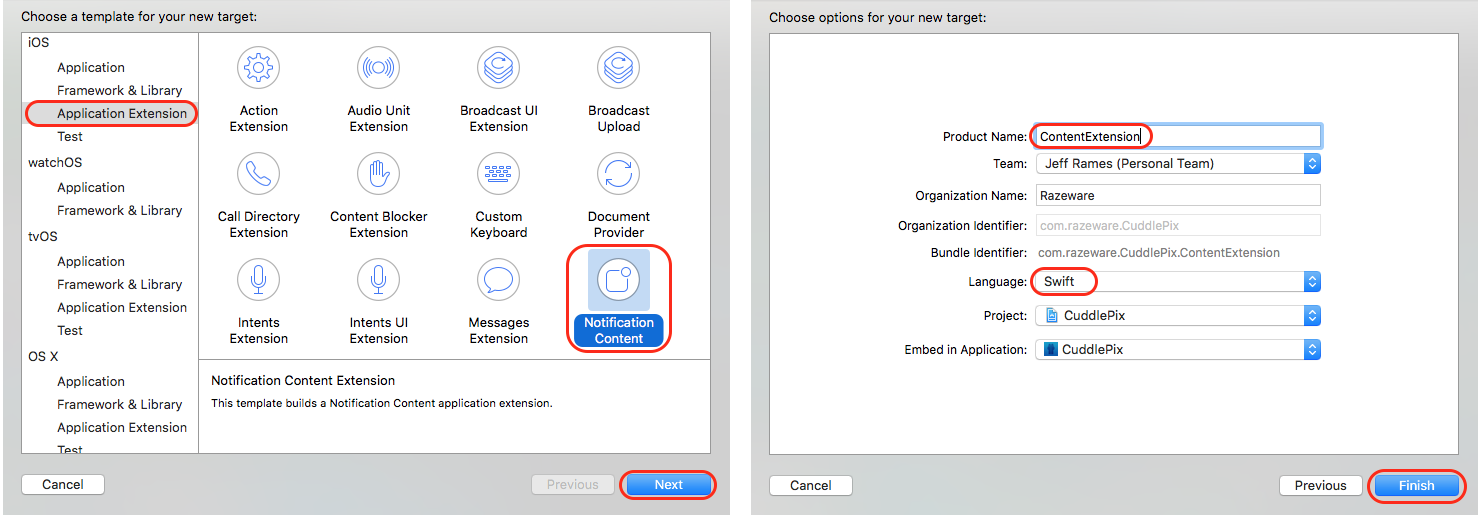 Choose a template for your new target:
iOS
Application
Framework & Library
Application Extension
Test
watchOS
Application
Framework & Library
tvOS
Application
Framework & Library
Application Extension
Test
OS X
Application
Framework & Library
Application Extension
Test
Action
Extension
Audio Unit
Extension
Broadcast UI
Extension
Broadcast
Upload
Call Directory
Extension
Content Blocker
Extension
Custom
Keyboard
Document
Provider
Intents
Extension
Intents UI
Extension
Messages
Extension
Notification
Content
Notification Content Extension
This template builds a Notification Content application extension.
Cancel
Previous
Next
Choose options for your new target:
Product Name: ContentExtension
Team: Jeff Rames (Personal Team)
Organization Name: Razeware
Organization Identifier: com.razeware.CuddlePix
Bundle Identifier: com.razeware.CuddlePix.ContentExtension
Language: Swift
Project: CuddlePix
Embed in Application: CuddlePix
Cancel
Previous
Finish